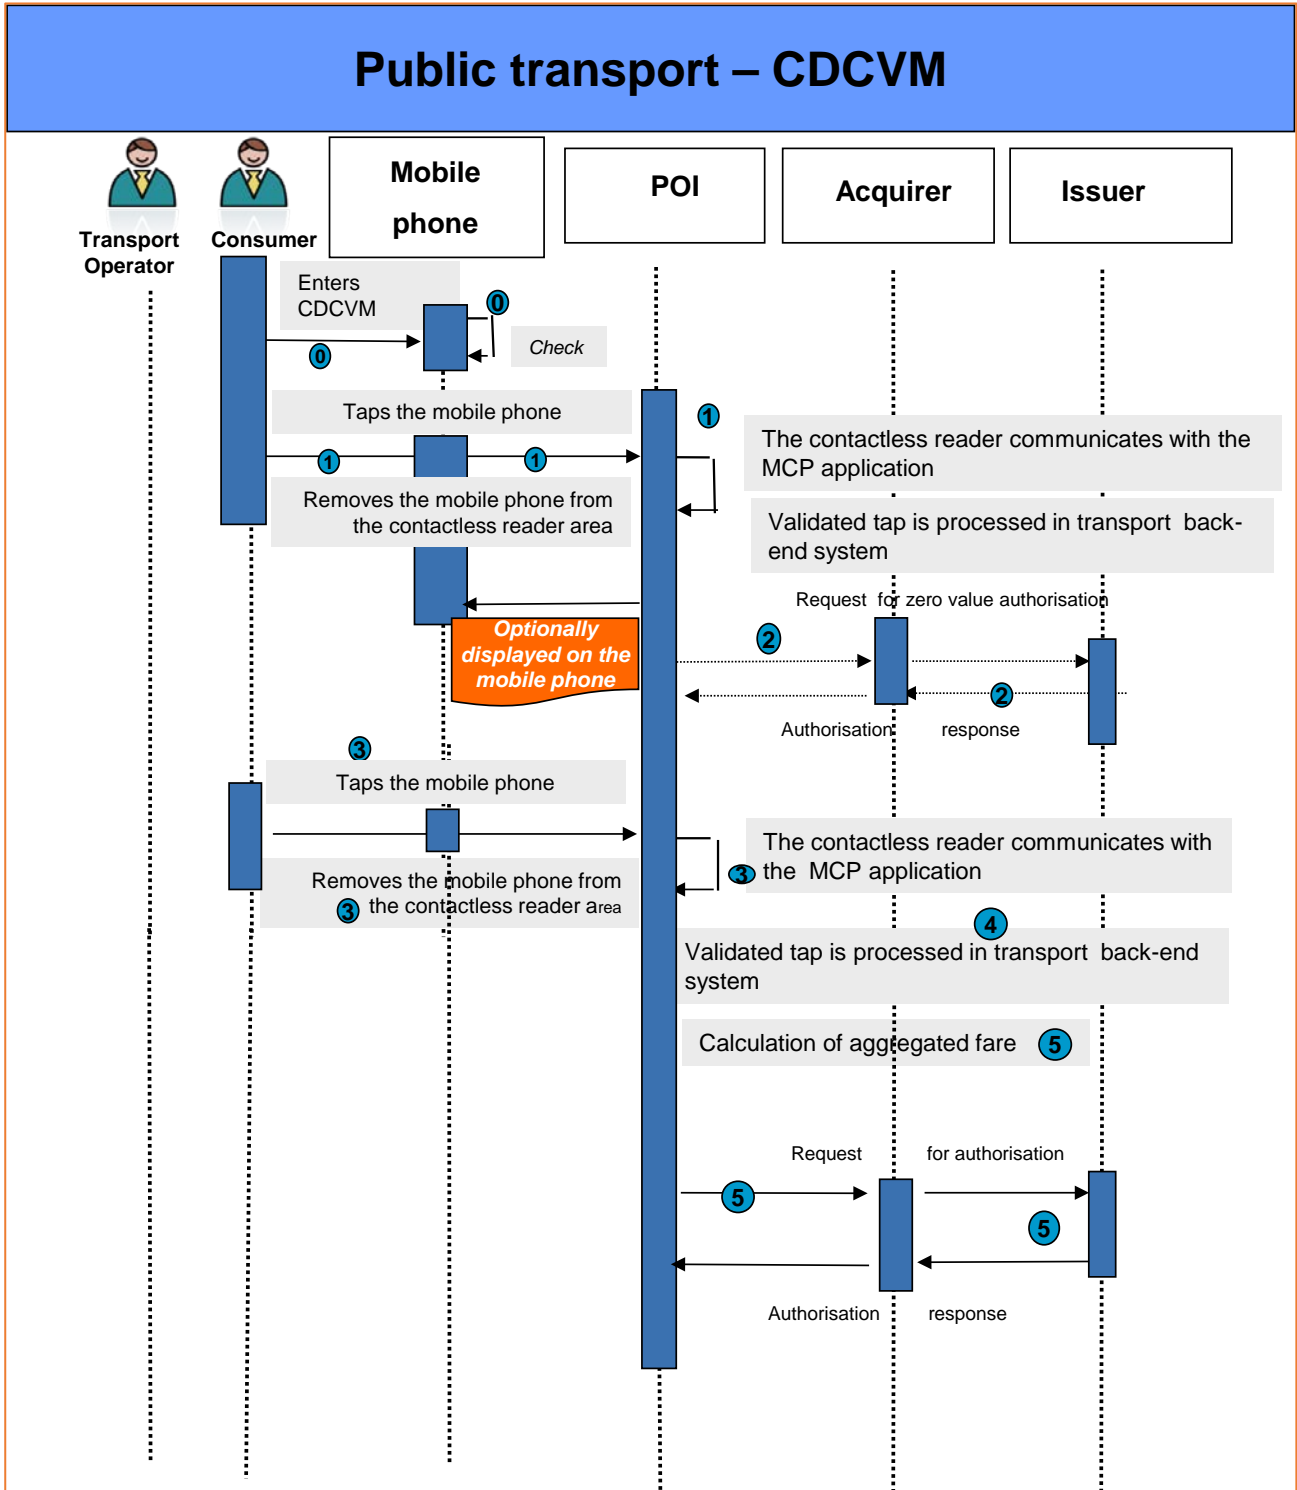 Public transport – CDCVM
Mobile
phone
POI
Acquirer
Issuer
Transport
Operator
Consumer
Enters
CDCVM
0
0
Check
Taps the mobile phone
1
1
1
The contactless reader communicates with the
MCP application
Removes the mobile phone from
the contactless reader area
Validated tap is processed in transport back-
end system
Request for zero value authorisation
Optionally
displayed on the
mobile phone
2
2
Authorisation response
3
Taps the mobile phone
The contactless reader communicates with
3 the MCP application
Removes the mobile phone from
3 the contactless reader area
4
Validated tap is processed in transport back-end
system
Calculation of aggregated fare 5
Request for authorisation
5
5
Authorisation response